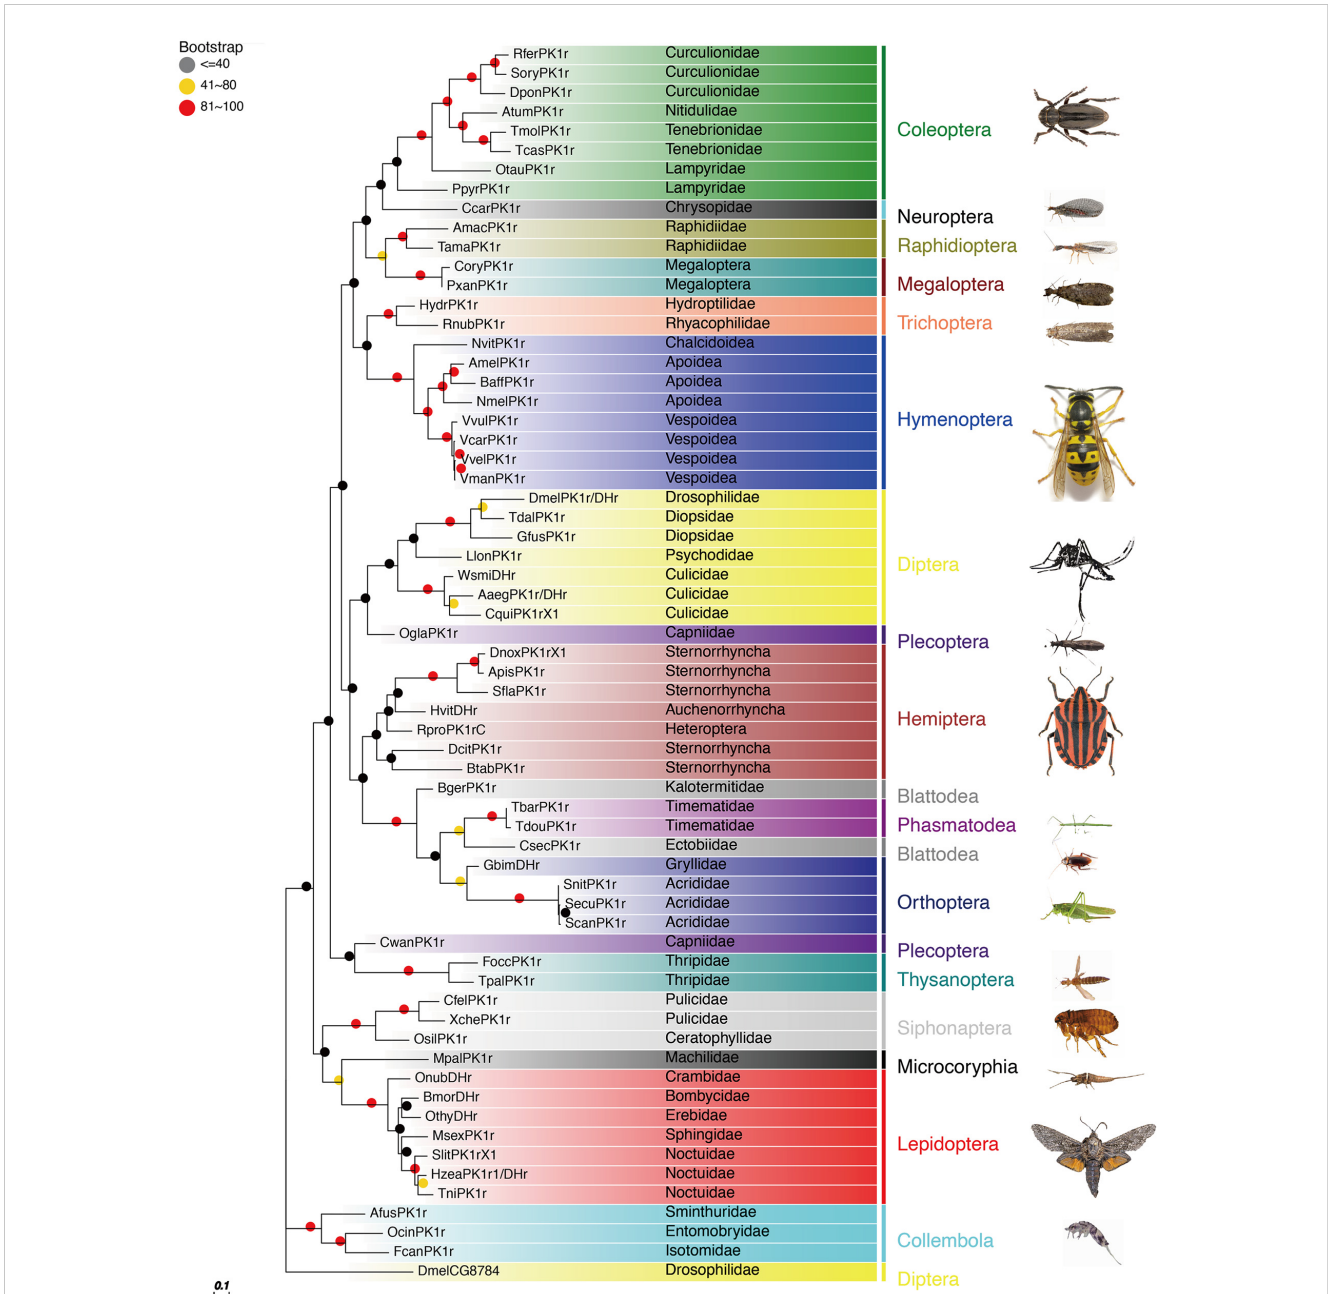 Bootstrap
<=40
41~80
81~100
RferPK1r Curculionidae
SoryPK1r Curculionidae
DponPK1r Curculionidae
AtumPK1r Nitidulidae
TmolPK1r Tenebrionidae
Coleoptera
TcasPK1r Tenebrionidae
OtauPK1r Lampyridae
PpyrPK1r Lampyridae
CcarPK1r Chrysopidae
Neuroptera
AmacPK1r Raphidiidae
TamaPK1r Raphidiidae
Raphidioptera
CoryPK1r Megaloptera
PxanPK1r Megaloptera
Megaloptera
HydrPK1r Hydroptilidae
RnubPK1r Rhyacophilidae
Trichoptera
NvitPK1r Chalcidoidea
AmelPK1r Apoidea
BaffPK1r Apoidea
NmelPK1r Apoidea
VvulPK1r Vespoidea
Hymenoptera
VcarPK1r Vespoidea
VvelPK1r Vespoidea
VmanPK1r Vespoidea
DmelPK1r/DHr Drosophilidae
TdalPK1r Diopsidae
GfusPK1r Diopsidae
LlonPK1r Psychodidae
Diptera
WsmiDHr Culicidae
AaegPK1r/DHr Culicidae
CquiPK1rX1 Culicidae
OglaPK1r Capniidae
Plecoptera
DnoxPK1rX1 Sternorrhyncha
ApisPK1r Sternorrhyncha
SflaPK1r Sternorrhyncha
HvitDHr Auchenorrhyncha
Hemiptera
RproPK1rC Heteroptera
DcitPK1r Sternorrhyncha
BtabPK1r Sternorrhyncha
BgerPK1r Kalotermitidae
Blattodea
TbarPK1r Timematidae
TdouPK1r Timematidae
Phasmatodea
CsecPK1r Ectobiidae
Blattodea
GbimDHr Gryllidae
SnitPK1r Acrididae
SecuPK1r Acrididae
Orthoptera
ScanPK1r Acrididae
CwanPK1r Capniidae
Plecoptera
FoccPK1r Thripidae
TpalPK1r Thripidae
Thysanoptera
CfelPK1r Pulicidae
XchePK1r Pulicidae
Siphonaptera
OsilPK1r Ceratophyllidae
MpalPK1r Machilidae
Microcoryphia
OnubDHr Crambidae
BmorDHr Bombycidae
OthyDHr Erebidae
MsexPK1r Sphingidae
Lepidoptera
SlitPK1rX1 Noctuidae
HzeaPK1r1/DHr Noctuidae
TniPK1r Noctuidae
AfusPK1r Sminthuridae
OcinPK1r Entomobryidae
Collembola
FcanPK1r Isotomidae
DmelCG8784 Drosophilidae
Diptera
0.1